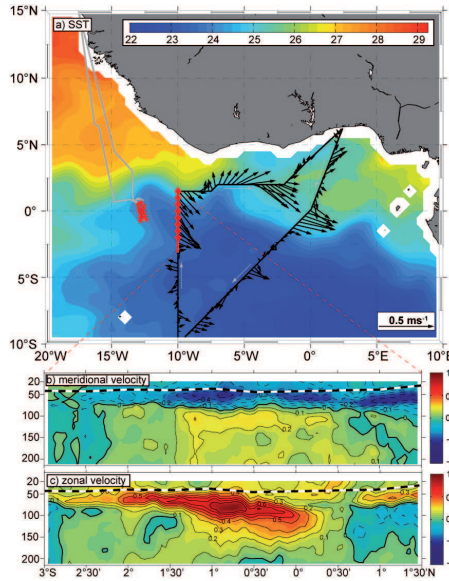 15°N
a) SST
22 23 24 25 26 27 28 29
10°N
5°N
0°
5°S
10°S
0.5 ms⁻¹
20°W 15°W 10°W 5°W 0° 5°E 10°E
b) meridional velocity
20
50
100
150
200
c) zonal velocity
20
50
100
150
200
3°S 2°30' 2°S 1°30' 1°S 0°30' 0° 0°30' 1° 1°30'N